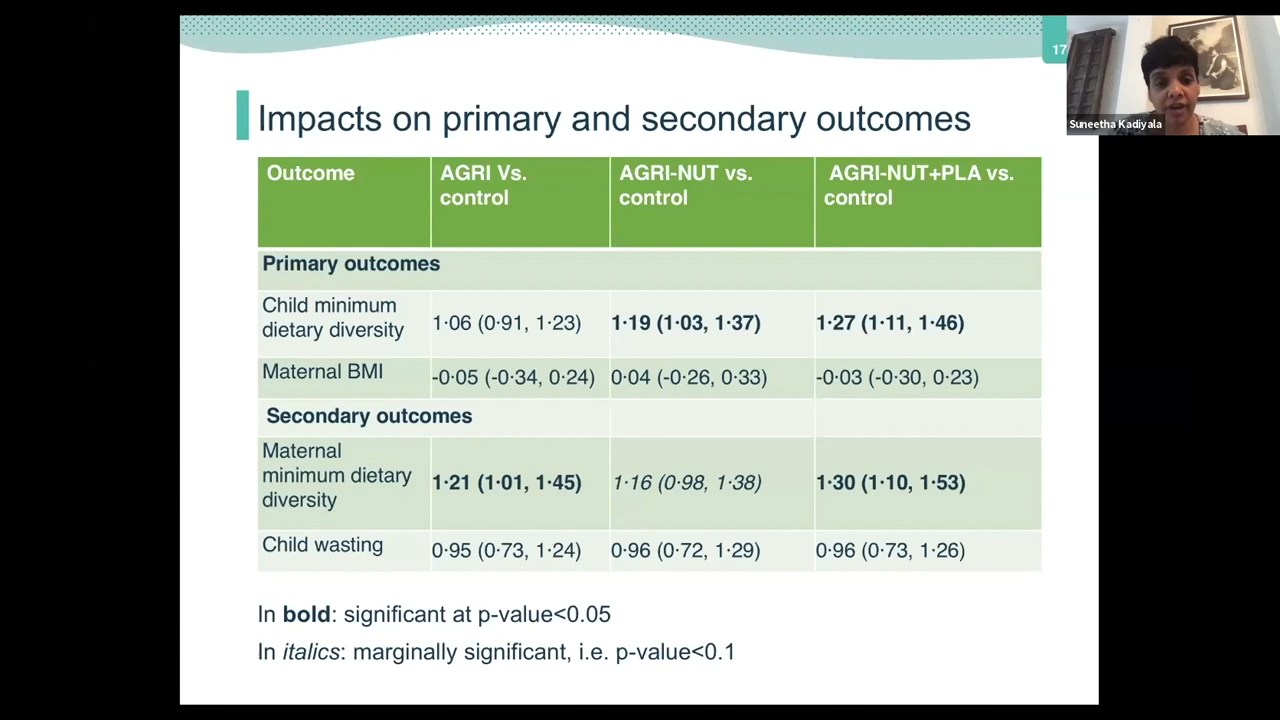 17
Suneetha Kadiyala
Impacts on primary and secondary outcomes
Outcome
AGRI Vs.
control
AGRI-NUT vs.
control
AGRI-NUT+PLA vs.
control
Primary outcomes
Child minimum
dietary diversity
1·06 (0·91, 1·23)
1·19 (1·03, 1·37)
1·27 (1·11, 1·46)
Maternal BMI
-0·05 (-0·34, 0·24)
0·04 (-0·26, 0·33)
-0·03 (-0·30, 0·23)
Secondary outcomes
Maternal
minimum dietary
diversity
1·21 (1·01, 1·45)
1·16 (0·98, 1·38)
1·30 (1·10, 1·53)
Child wasting
0·95 (0·73, 1·24)
0·96 (0·72, 1·29)
0·96 (0·73, 1·26)
In bold: significant at p-value<0.05
In italics: marginally significant, i.e. p-value<0.1